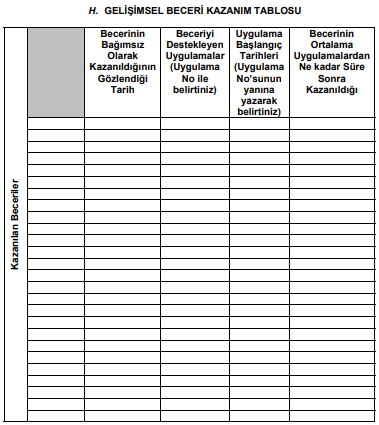 H. GELİŞİMSEL BECERİ KAZANIM TABLOSU
Becerinin
Bağımsız
Olarak
Kazanıldığının
Gözlendiği
Tarih
Beceriyi
Destekleyen
Uygulamalar
(Uygulama
No ile
belirtiniz)
Uygulama
Başlangıç
Tarihleri
(Uygulama
No’sunun
yanına
yazarak
belirtiniz)
Becerinin
Ortalama
Uygulamalardan
Ne kadar Süre
Sonra
Kazanıldığı
Kazanılan Beceriler